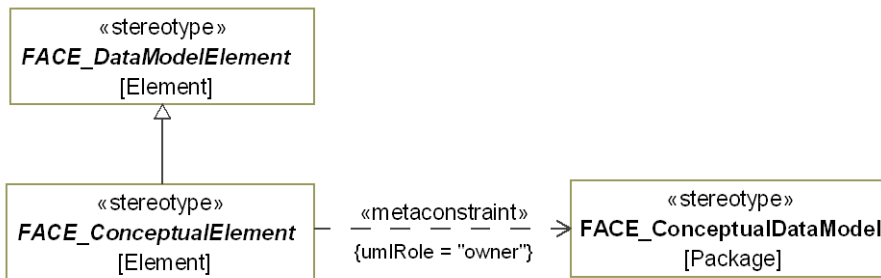 «stereotype»
FACE_DataModelElement
[Element]
«stereotype»
FACE_ConceptualElement
[Element]
«metaconstraint»
{umlRole = "owner"}
«stereotype»
FACE_ConceptualDataModel
[Package]